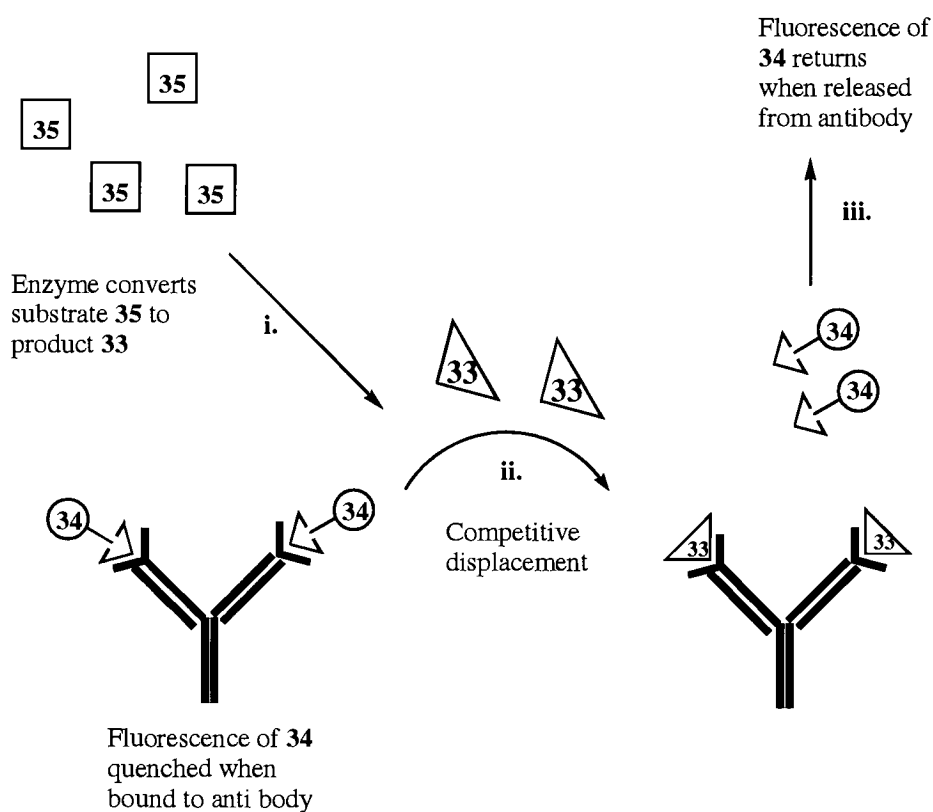 Fluorescence of
34 returns
when released
from antibody
35
35
35
35
iii.
Enzyme converts
substrate 35 to
product 33
i.
34
34
33
33
ii.
Competitive
displacement
34
34
33
33
Fluorescence of 34
quenched when
bound to anti body